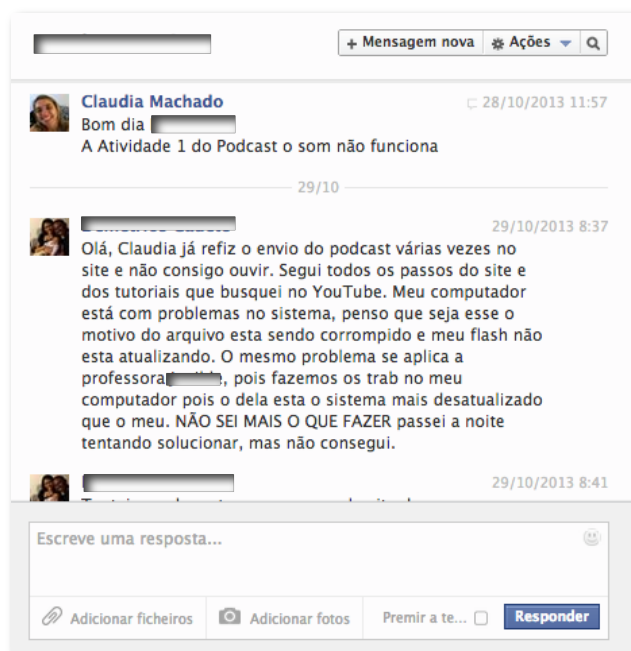 + Mensagem nova Ações
Claudia Machado 28/10/2013 11:57
Bom dia
A Atividade 1 do Podcast o som não funciona
29/10
29/10/2013 8:37
Olá, Claudia já refiz o envio do podcast várias vezes no
site e não consigo ouvir. Segui todos os passos do site e
dos tutoriais que busquei no YouTube. Meu computador
está com problemas no sistema, penso que seja esse o
motivo do arquivo esta sendo corrompido e meu flash não
esta atualizando. O mesmo problema se aplica a
professora , pois fazemos os trab no meu
computador pois o dela esta o sistema mais desatualizado
que o meu. NÃO SEI MAIS O QUE FAZER passei a noite
tentando solucionar, mas não consegui.
29/10/2013 8:41
Escreve uma resposta...
Adicionar ficheiros Adicionar fotos Premir a te... Responder